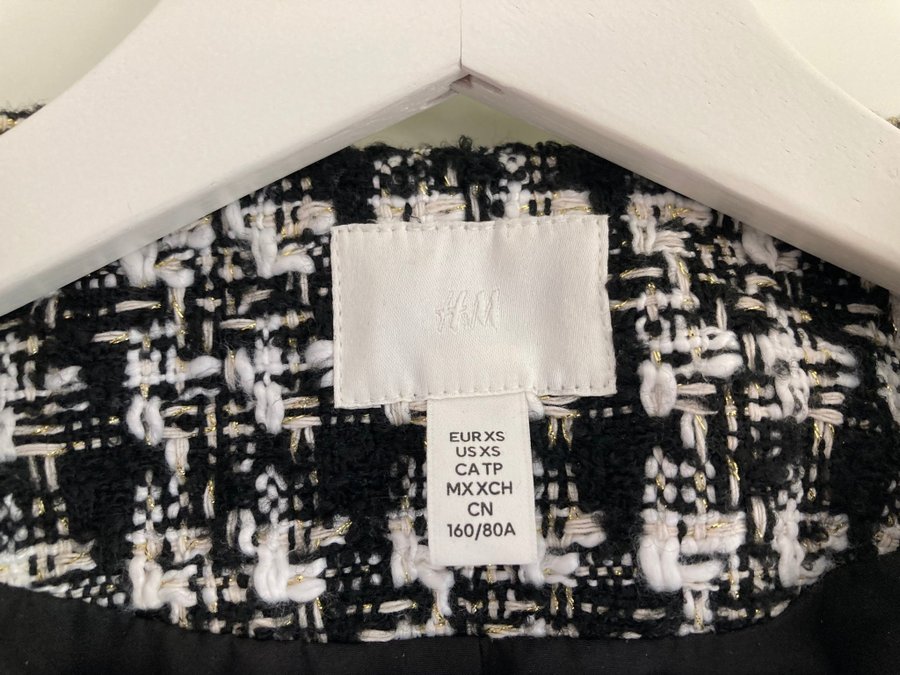 H&M
EUR XS
US XS
CA TP
MX XCH
CN
160/80A